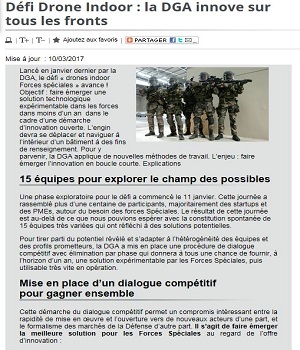 Défi Drone Indoor : la DGA innove sur
tous les fronts
T+ T- Ajoutez aux favoris PARTAGER
Mise à jour : 10/03/2017
Lancé en janvier dernier par la
DGA, le défi « drones indoor
Forces spéciales » avance !
Objectif : faire émerger une
solution technologique
expérimentable dans les forces
dans moins d'un an dans le
cadre d'une démarche
d'innovation ouverte. L'engin
devra se déplacer et naviguer à
l'intérieur d'un bâtiment à des fins
de renseignement. Pour y
parvenir, la DGA applique de nouvelles méthodes de travail. L'enjeu : faire
émerger l'innovation en boucle courte. Explications
15 équipes pour explorer le champ des possibles
Une phase exploratoire pour le défi a commencé le 11 janvier. Cette journée a
rassemblé plus d'une centaine de participants, majoritairement des startups et
des PMEs, autour du besoin des forces Spéciales. Le résultat de cette journée
est au-delà de ce que nous pouvions espérer avec la constitution spontanée de
15 équipes très variées qui ont réfléchi à des solutions potentielles.
Pour tirer parti du potentiel révélé et s'adapter à l'hétérogénéité des équipes et
des profils prometteurs, la DGA a mis en place une procédure de dialogue
compétitif avec élimination par phase qui donnera à tous une chance de fournir, à
l'horizon d'un an, une solution expérimentée par les Forces Spéciales, puis
utilisable très vite en opération.
Mise en place d'un dialogue compétitif
pour gagner ensemble
Cette démarche du dialogue compétitif permet un compromis intéressant entre la
rapidité de mise en œuvre et l'ouverture vers de nouveaux acteurs d'une part, et
le formalisme des marchés de la Défense d'autre part. Il s'agit de faire émerger
la meilleure solution pour les Forces Spéciales au regard de l'offre
d'innovation :